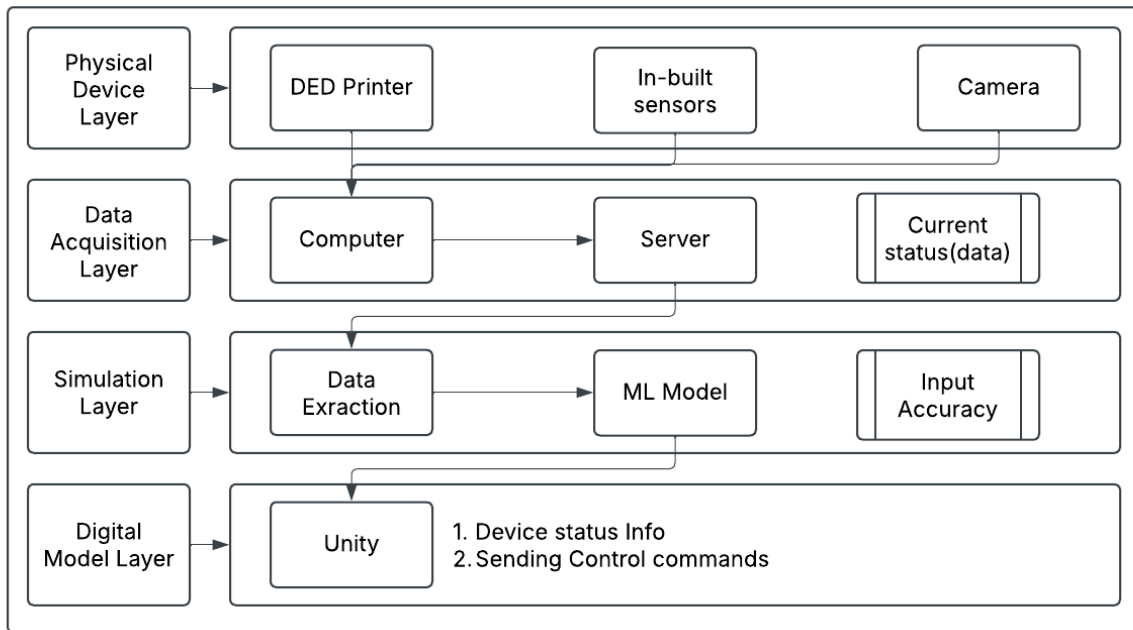 Physical
Device
Layer
DED Printer
In-built
sensors
Camera
Data
Acquisition
Layer
Computer
Server
Current
status(data)
Simulation
Layer
Data
Exraction
ML Model
Input
Accuracy
Digital
Model Layer
Unity
1. Device status Info
2. Sending Control commands